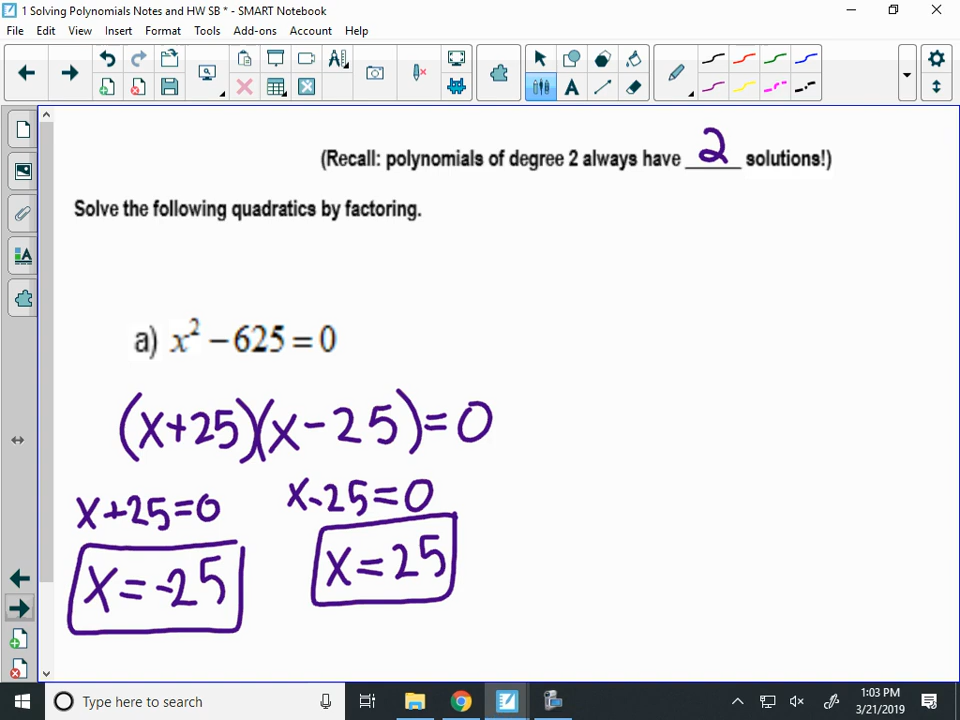 1 Solving Polynomials Notes and HW SB * - SMART Notebook
File Edit View Insert Format Tools Add-ons Account Help
(Recall: polynomials of degree 2 always have 2 solutions!)
Solve the following quadratics by factoring.
a) x² − 625 = 0
(x+25)(x−25)=0
x+25=0 x-25=0
x=-25 x=25
Type here to search
1:03 PM
3/21/2019